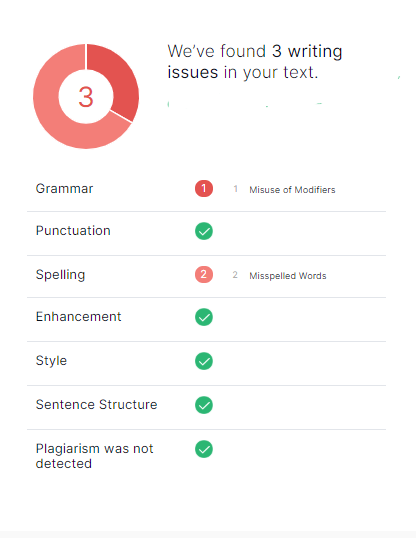 We've found 3 writing
issues in your text.
3
Grammar 1 1 Misuse of Modifiers
Punctuation
Spelling 2 2 Misspelled Words
Enhancement
Style
Sentence Structure
Plagiarism was not
detected